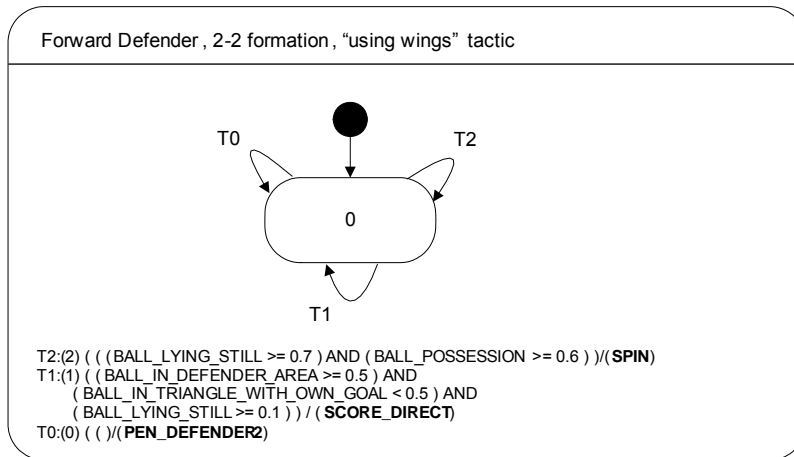 Forward Defender , 2-2 formation , “using wings” tactic
T0
T2
0
T1
T2:(2) ( ( ( BALL_LYING_STILL >= 0.7 ) AND ( BALL_POSSESSION >= 0.6 ) )/(SPIN)
T1:(1) ( ( BALL_IN_DEFENDER_AREA >= 0.5 ) AND
( BALL_IN_TRIANGLE_WITH_OWN_GOAL < 0.5 ) AND
( BALL_LYING_STILL >= 0.1 ) ) / ( SCORE_DIRECT)
T0:(0) ( ( )/(PEN_DEFENDER2)